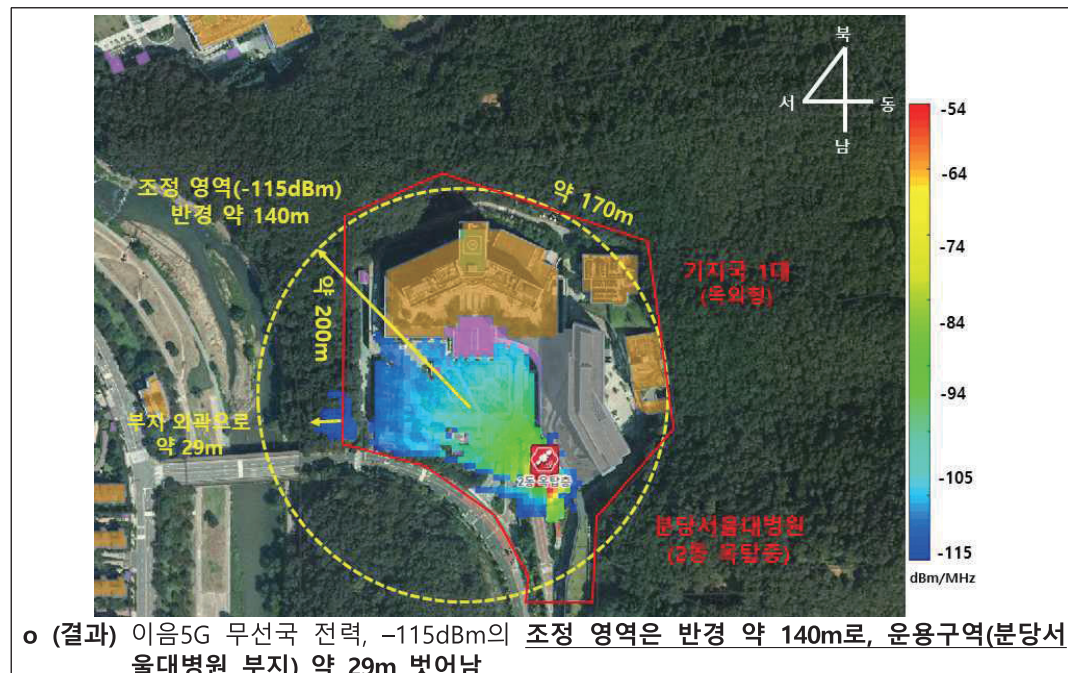 북
서
동
남
-54
-64
-74
-84
-94
-105
-115
dBm/MHz
조정 영역(-115dBm)
반경 약 140m
약 170m
약 200m
기지국 1대
(옥외형)
부지 외곽으로
약 29m
2동 옥탑층
분당서울대병원
(2동 옥탑층)
o (결과) 이음5G 무선국 전력, –115dBm의 조정 영역은 반경 약 140m로, 운용구역(분당서
울대병원 부지) 약 29m 벗어남